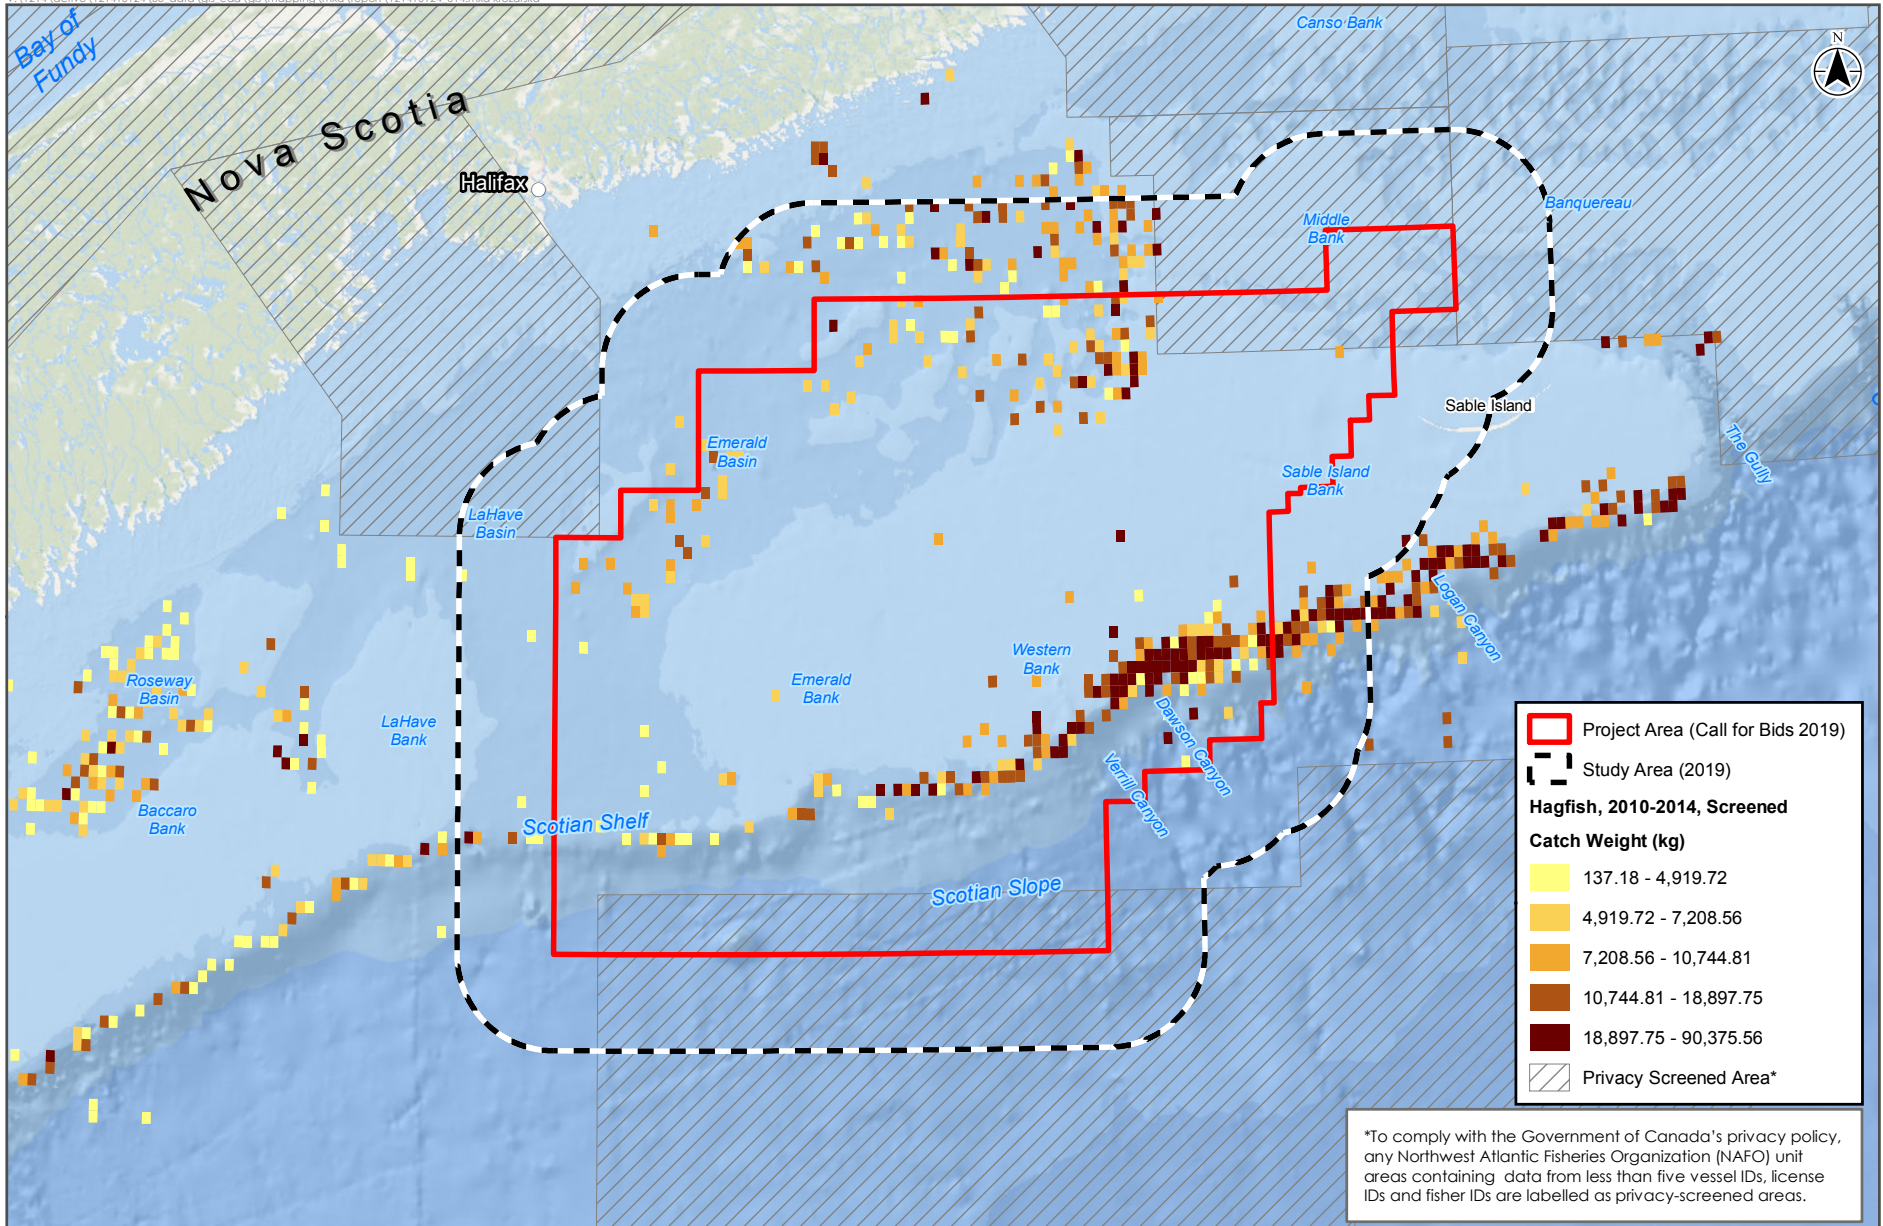 Canso Bank
Bay of
Fundy
N
Nova Scotia
Halifax
Middle
Bank
Banquereau
Sable Island
Emerald
Basin
The Gully
Sable Island
Bank
LaHave
Basin
Logan Canyon
Western
Bank
Roseway
Basin
Emerald
Bank
LaHave
Bank
Dawson Canyon
Verrill Canyon
Baccaro
Bank
Scotian Shelf
Scotian Slope
Project Area (Call for Bids 2019)
Study Area (2019)
Hagfish, 2010-2014, Screened
Catch Weight (kg)
137.18 - 4,919.72
4,919.72 - 7,208.56
7,208.56 - 10,744.81
10,744.81 - 18,897.75
18,897.75 - 90,375.56
Privacy Screened Area*
*To comply with the Government of Canada's privacy policy,
any Northwest Atlantic Fisheries Organization (NAFO) unit
areas containing data from less than five vessel IDs, license
IDs and fisher IDs are labelled as privacy-screened areas.